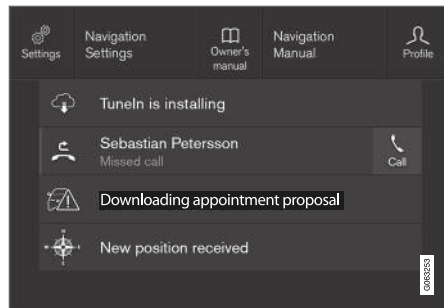 Settings
Navigation
Settings
Owner's
manual
Navigation
Manual
Profile
TuneIn is installing
Sebastian Petersson
Missed call
Call
Downloading appointment proposal
New position received
G063253